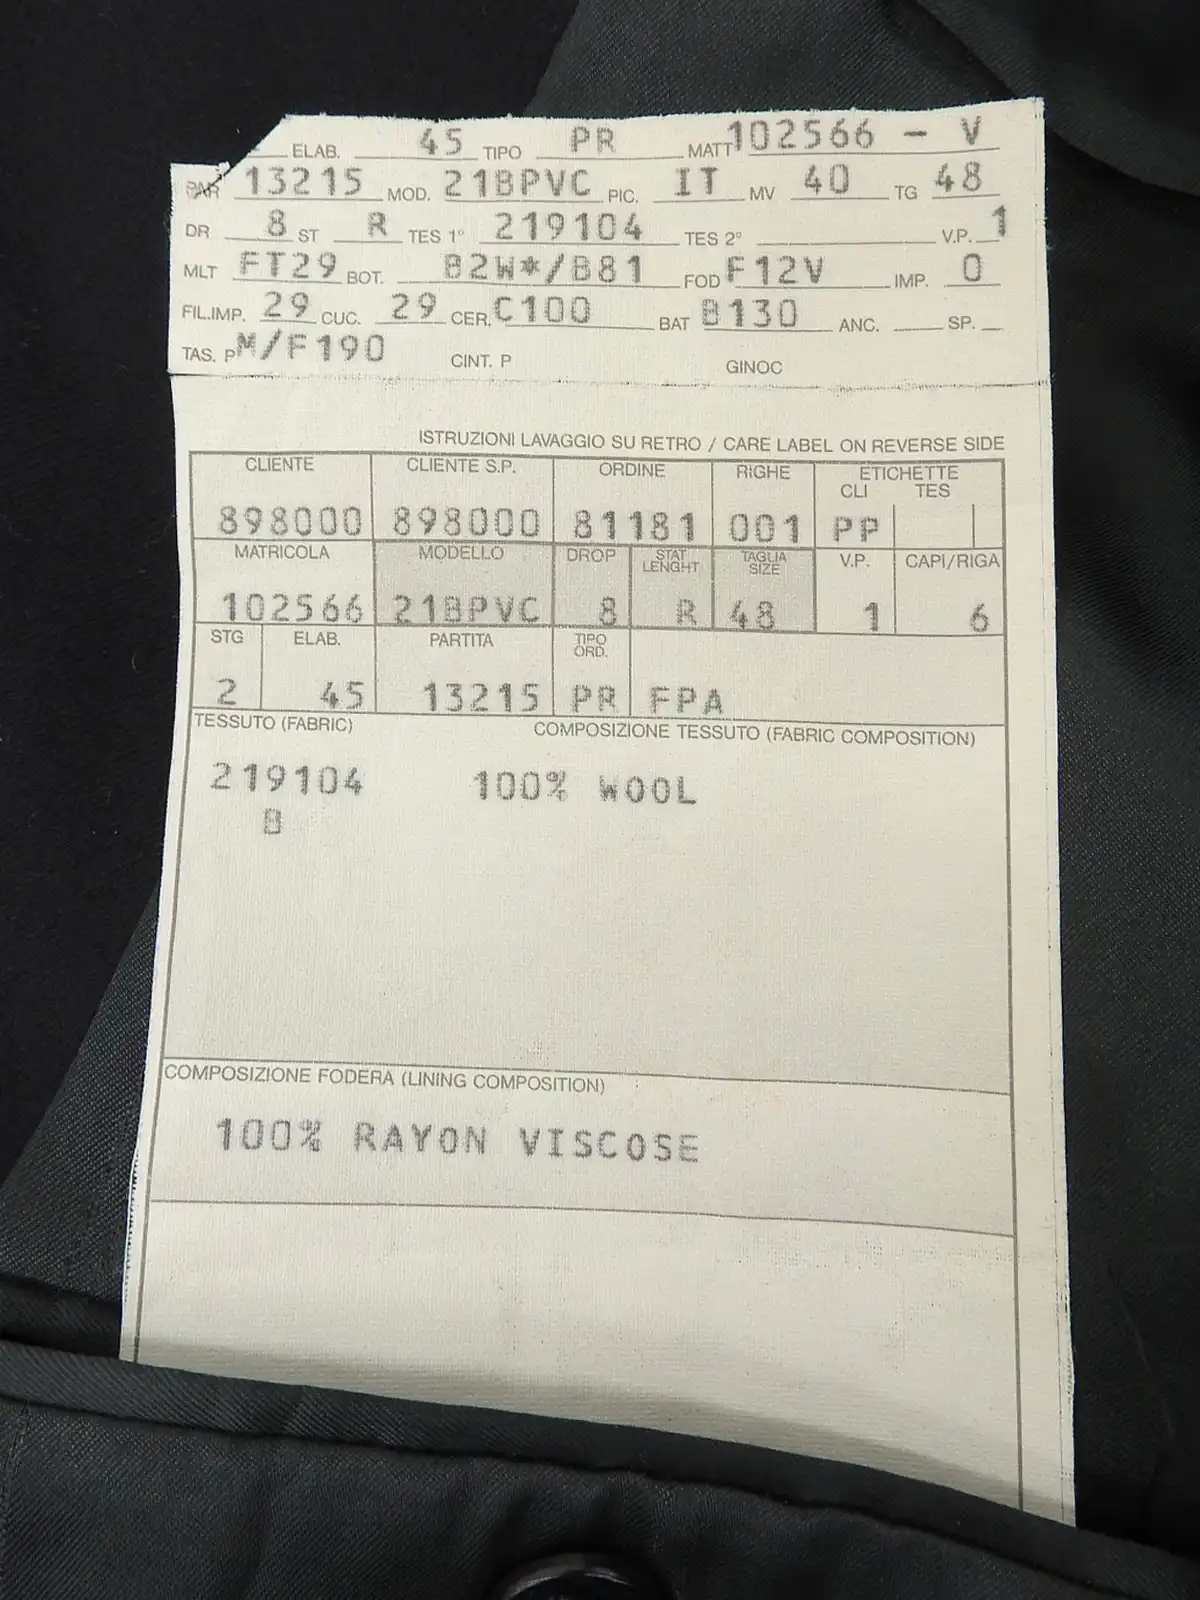 ELAB. 45 TIPO PR MATT 102566 - V
PAR 13215 MOD. 21BPVC PIC. IT MV 40 TG 48
DR 8 ST R TES 1° 219104 TES 2° V.P. 1
MLT FT29 BOT. B2W*/B81 FOD F12V IMP. 0
FIL.IMP. 29 CUC. 29 CER. C100 BAT B130 ANC. SP.
TAS. P M/F190 CINT. P GINOC
ISTRUZIONI LAVAGGIO SU RETRO / CARE LABEL ON REVERSE SIDE
CLIENTE CLIENTE S.P. ORDINE RIGHE ETICHETTE
CLI TES
898000 898000 81181 001 PP
MATRICOLA MODELLO DROP STAT LENGHT TAGLIA SIZE V.P. CAPI/RIGA
102566 21BPVC 8 R 48 1 6
STG ELAB. PARTITA TIPO ORD.
2 45 13215 PR FPA
TESSUTO (FABRIC) COMPOSIZIONE TESSUTO (FABRIC COMPOSITION)
219104 100% WOOL
B
COMPOSIZIONE FODERA (LINING COMPOSITION)
100% RAYON VISCOSE